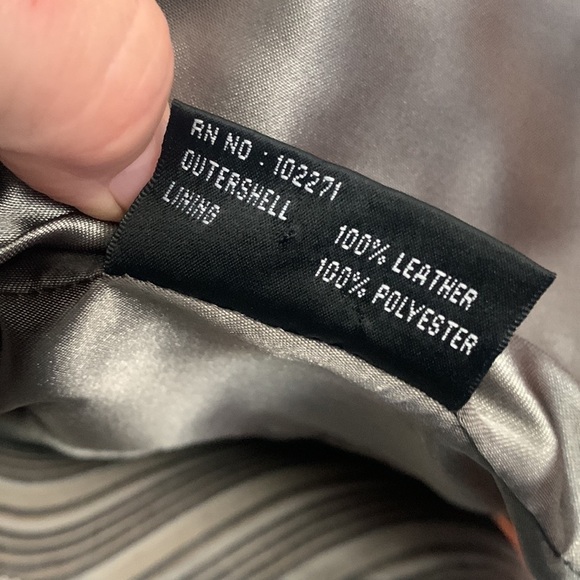 RN NO : 102271
OUTERSHELL 100% LEATHER
LINING 100% POLYESTER